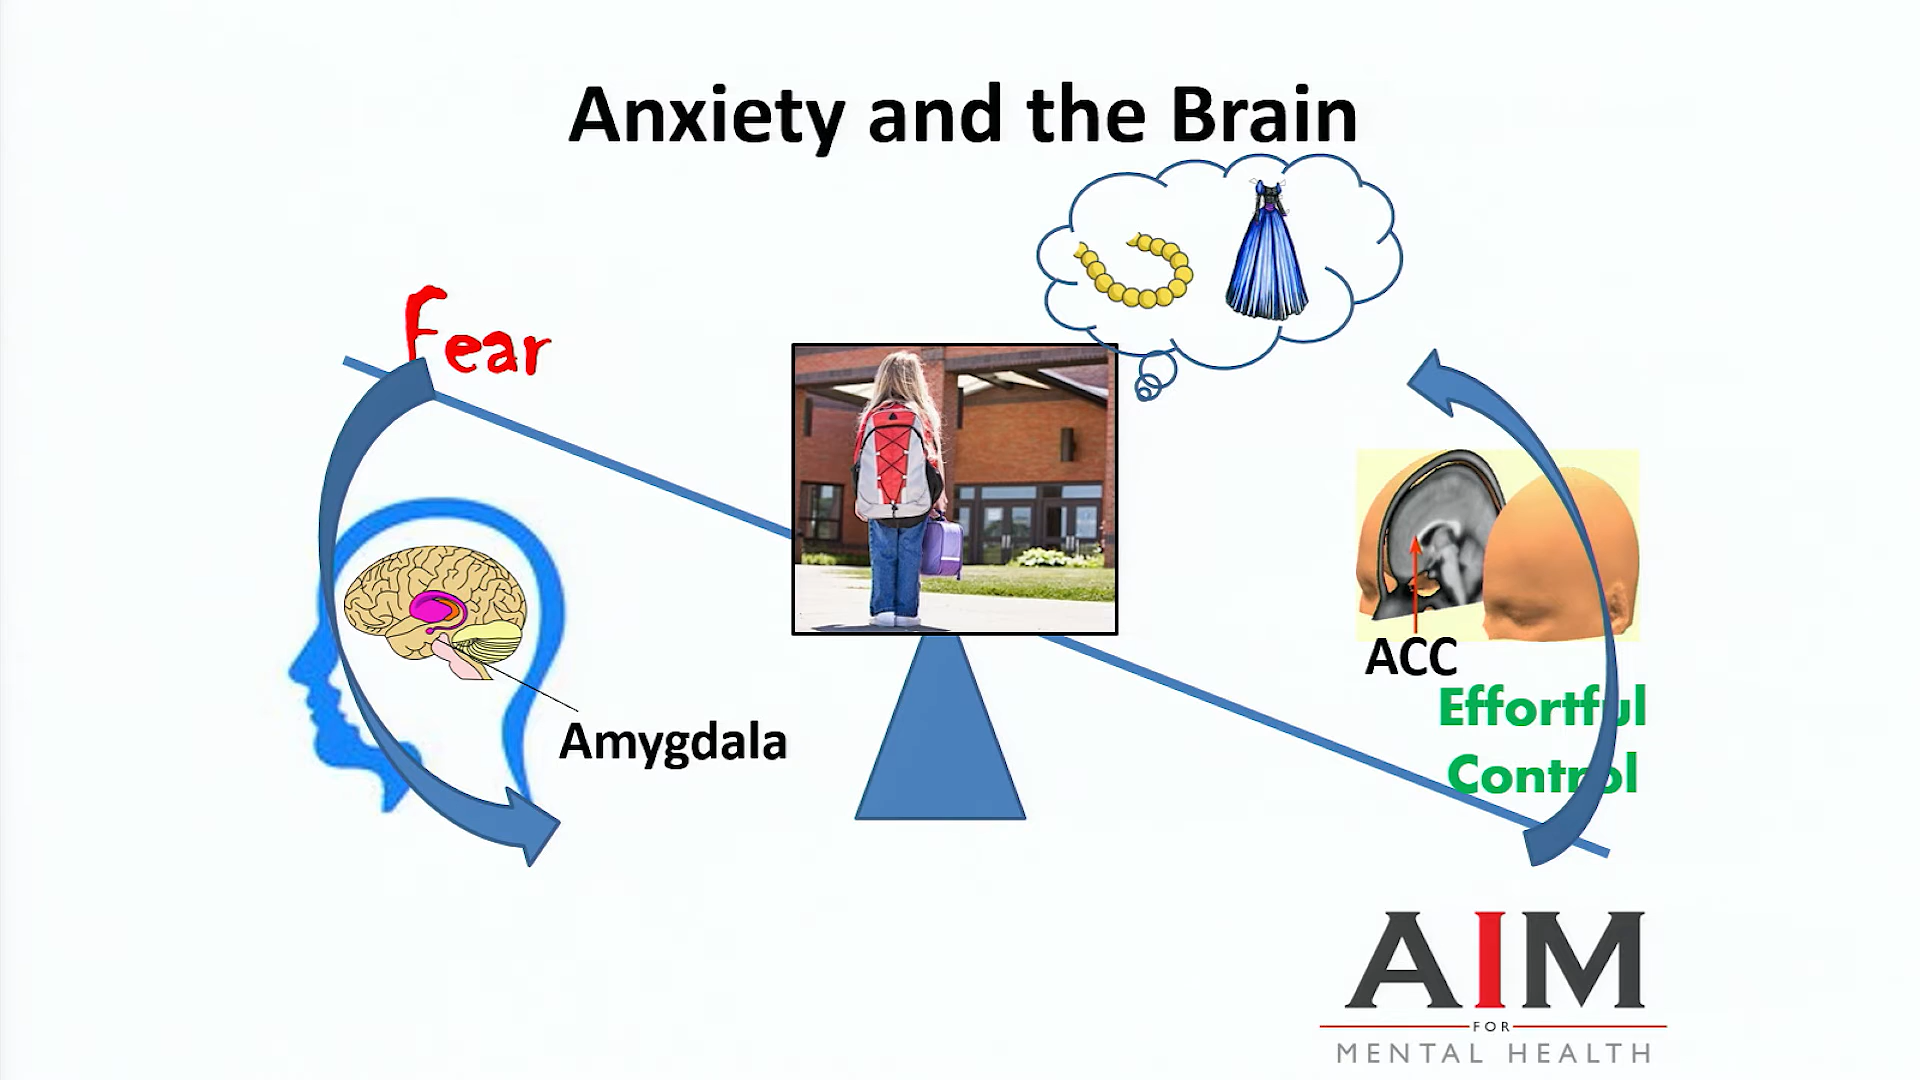 Anxiety and the Brain
Fear
Amygdala
ACC
Effortful
Control
AIM
FOR
MENTAL HEALTH